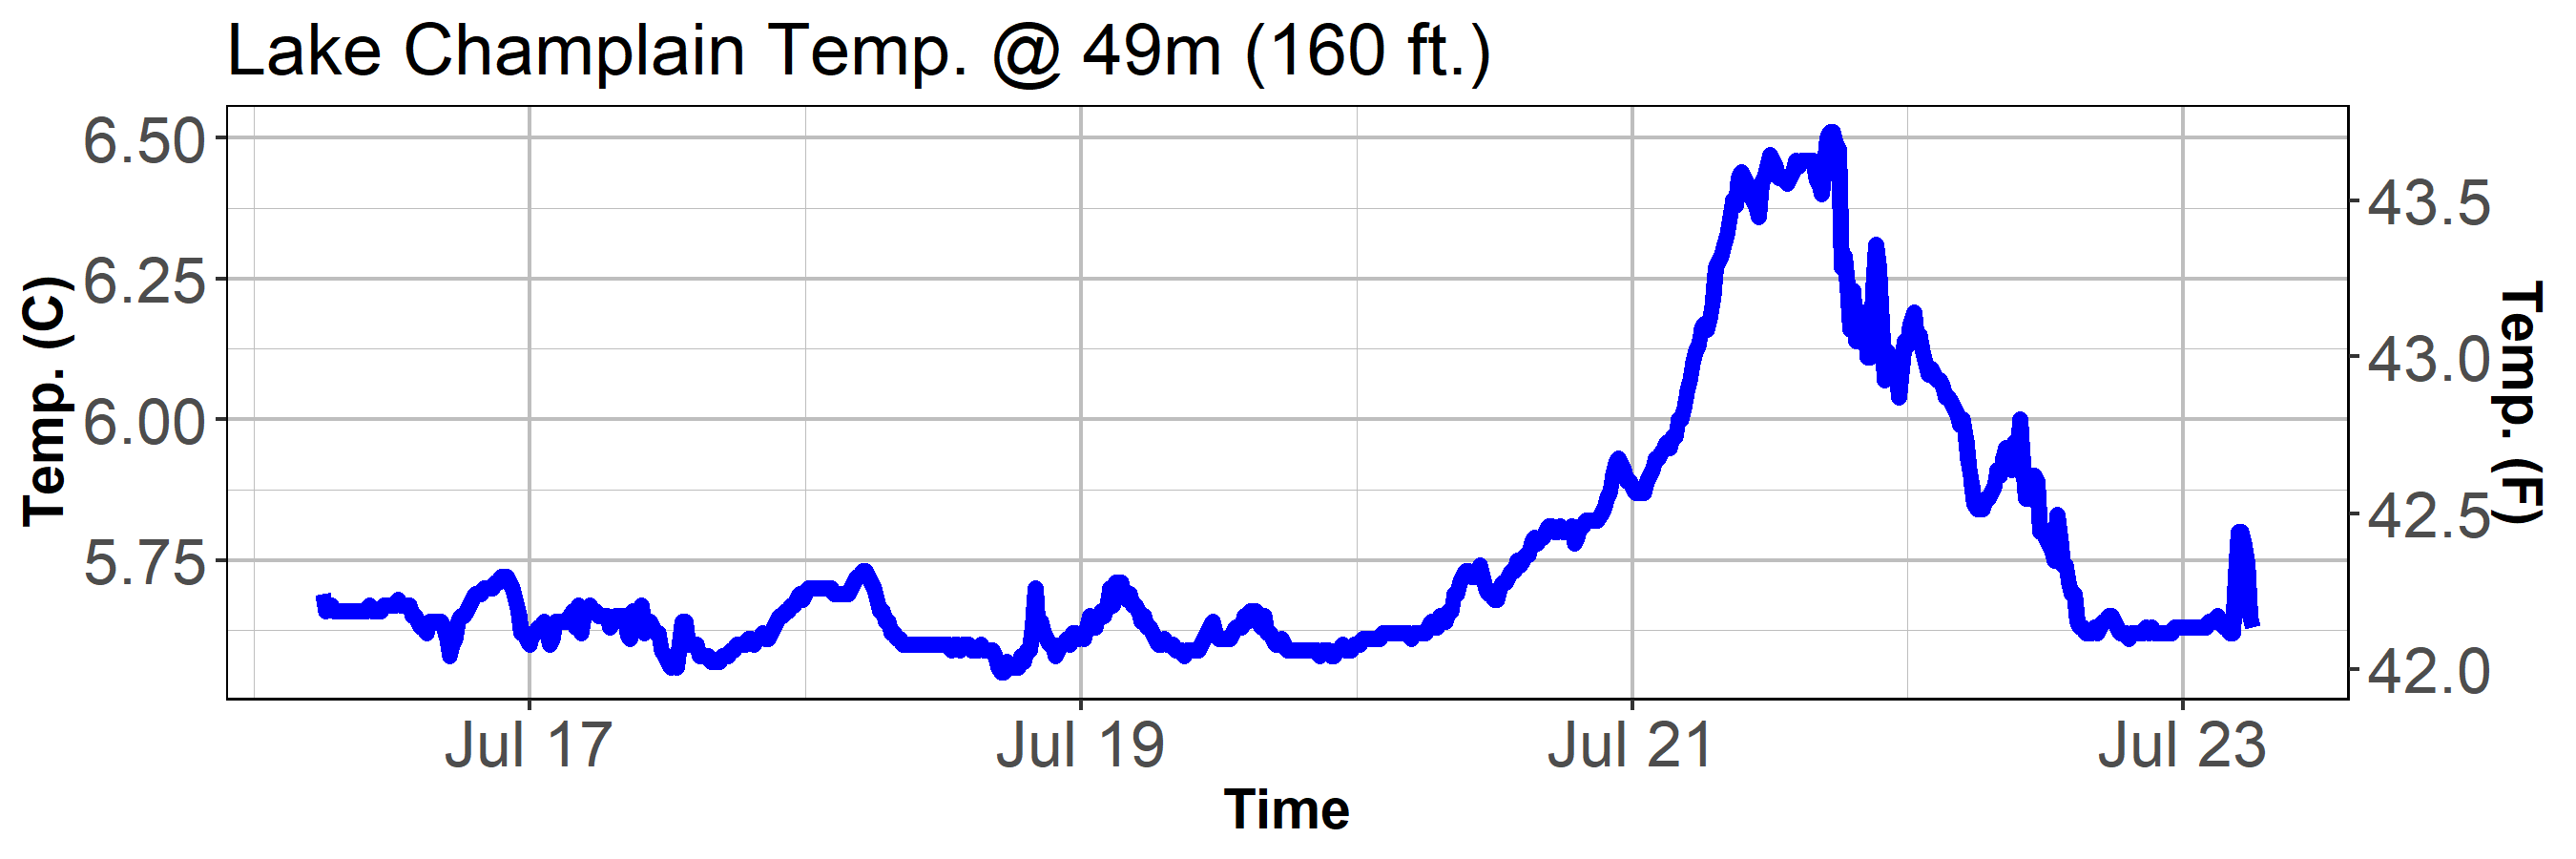 Lake Champlain Temp. @ 49m (160 ft.)
6.50
6.25
6.00
5.75
Temp. (C)
43.5
43.0
42.5
42.0
Temp. (F)
Jul 17 Jul 19 Jul 21 Jul 23
Time